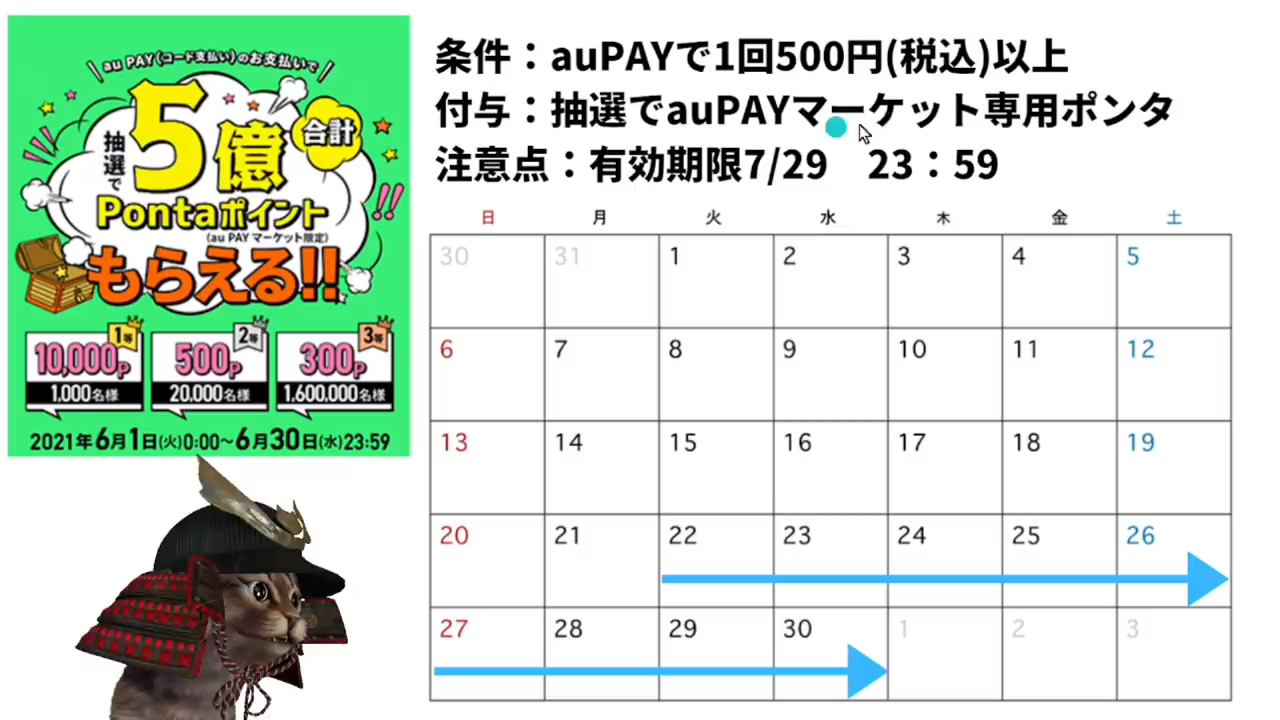 au PAY(コード支払い)のお支払いで
抽選で
5億
合計
Pontaポイント
(au PAY マーケット限定)
もらえる!!
1等
10,000P
1,000名様
2等
500P
20,000名様
3等
300P
1,600,000名様
2021年6月1日(火)0:00~6月30日(水)23:59
条件：auPAYで1回500円(税込)以上
付与：抽選でauPAYマーケット専用ポンタ
注意点：有効期限7/29　23：59
日 月 火 水 木 金 土
30 31 1 2 3 4 5
6 7 8 9 10 11 12
13 14 15 16 17 18 19
20 21 22 23 24 25 26
27 28 29 30 1 2 3